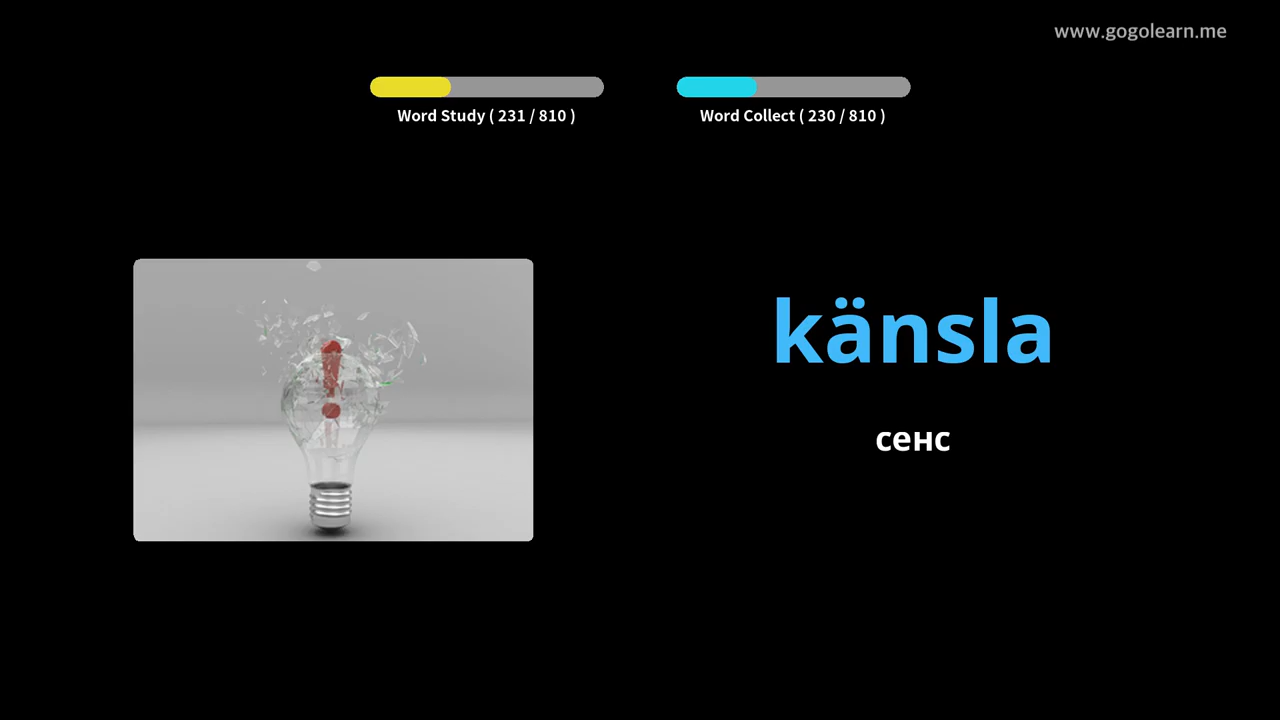 www.gogolearn.me
Word Study ( 231 / 810 )
Word Collect ( 230 / 810 )
känsla
сенс